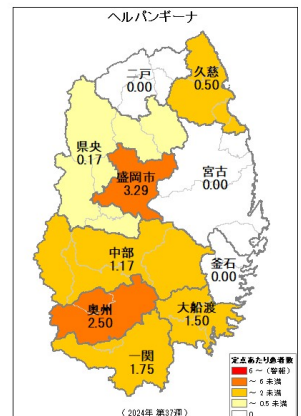 ヘルパンギーナ
二戸
0.00
久慈
0.50
県央
0.17
盛岡市
3.29
宮古
0.00
中部
1.17
釜石
0.00
奥州
2.50
大船渡
1.50
一関
1.75
定点あたり患者数
6 ~ (警報)
~ 6 未満
~ 2 未満
~ 0.5 未満
0
( 2024年 第37週 )